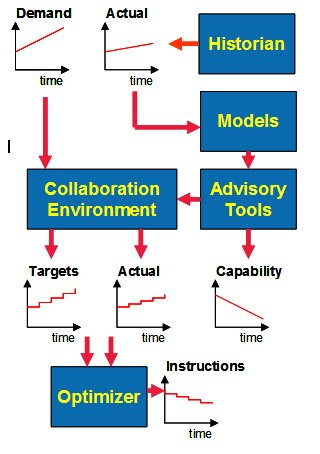 Demand
Actual
Historian
time
time
Models
Collaboration
Environment
Advisory
Tools
Targets
Actual
Capability
time
time
time
Instructions
Optimizer
time